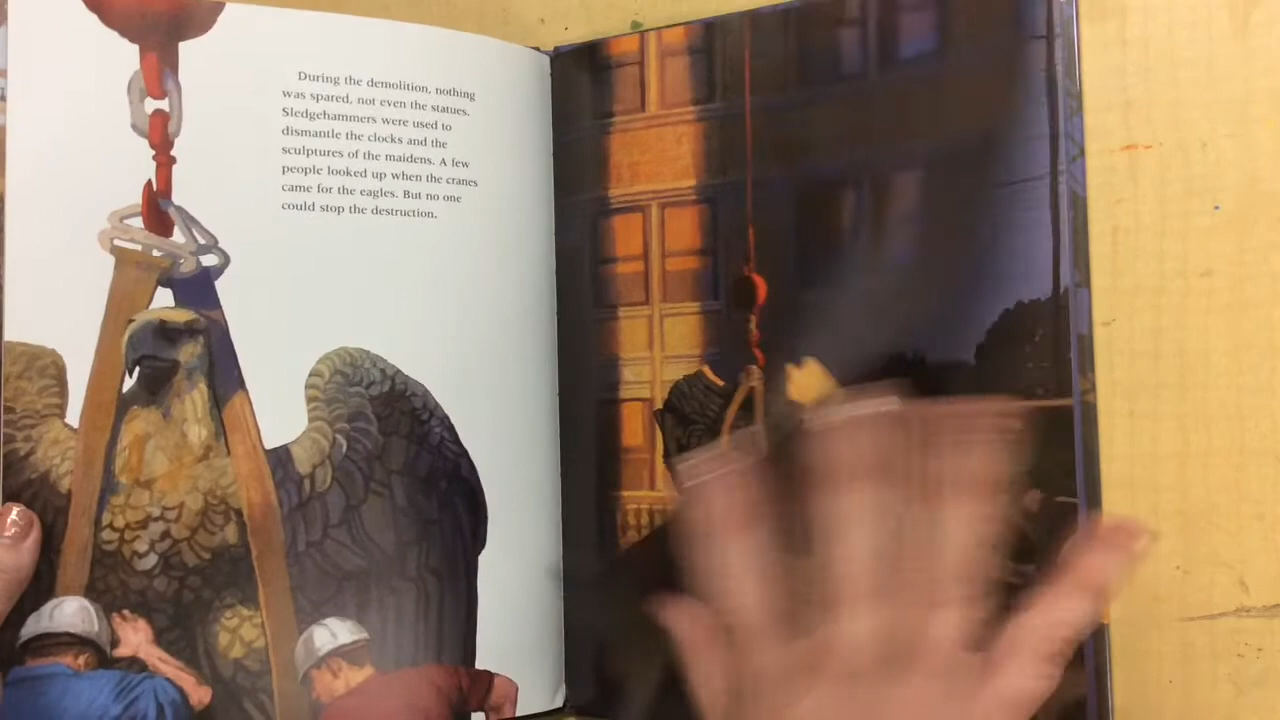 During the demolition, nothing
was spared, not even the statues.
Sledgehammers were used to
dismantle the clocks and the
sculptures of the maidens. A few
people looked up when the cranes
came for the eagles. But no one
could stop the destruction.